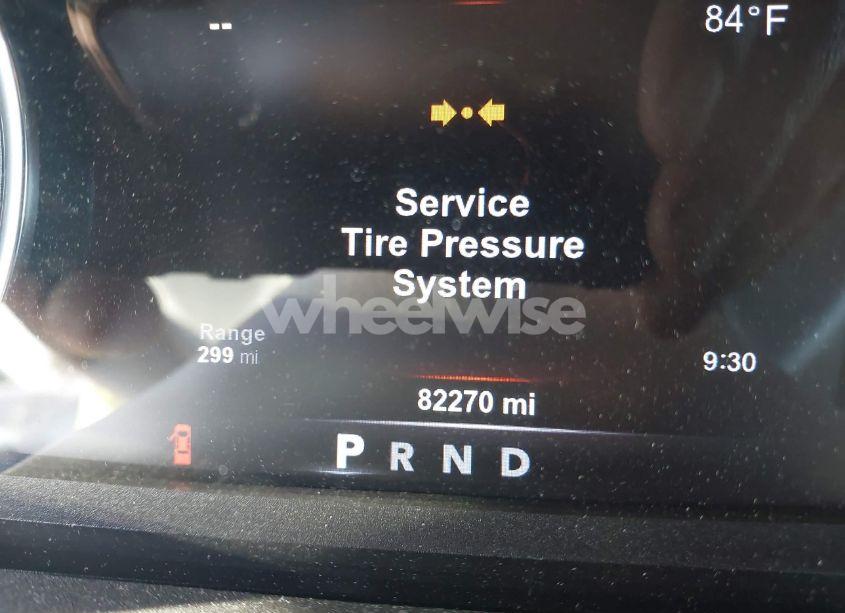 --
84°F
Service
Tire Pressure
System
wheelwise
Range
299 mi
9:30
82270 mi
P R N D